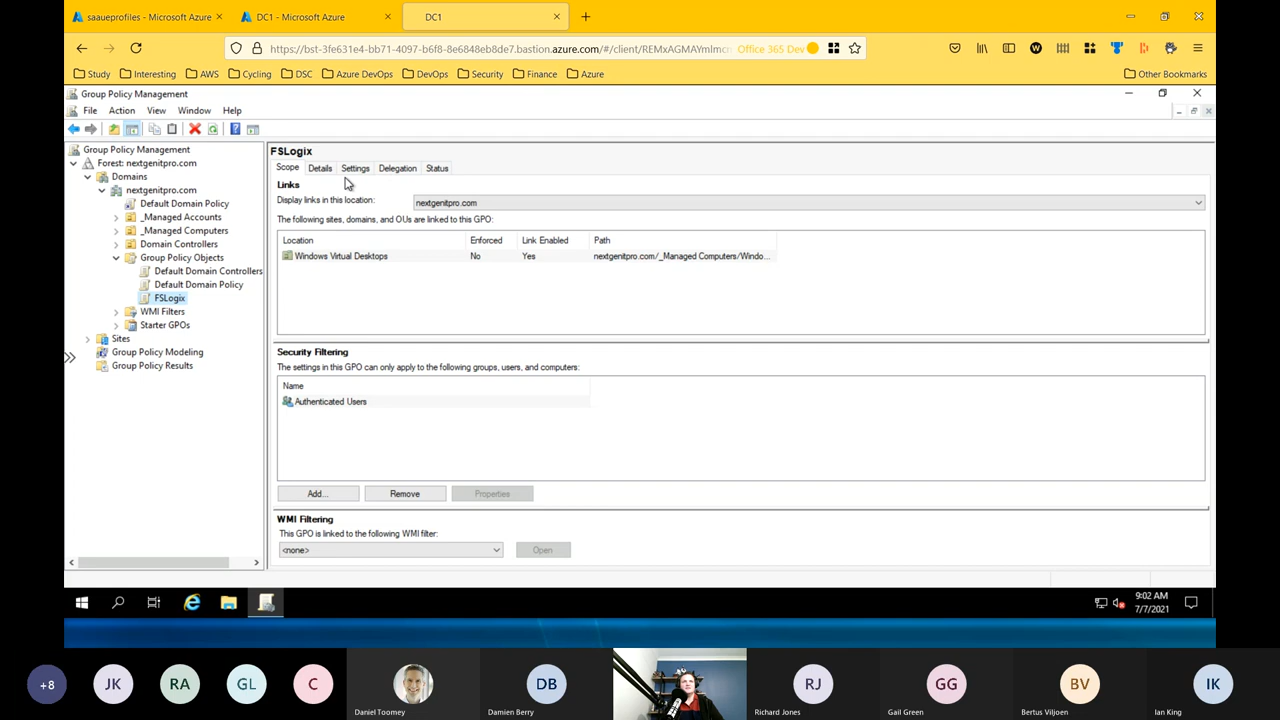 saaueprofiles - Microsoft Azure
DC1 - Microsoft Azure
DC1
https://bst-3fe631e4-bb71-4097-b6f8-8e6848eb8de7.bastion.azure.com/#/client/REMxAGMAYmlmcm
Office 365 Dev
Study
Interesting
AWS
Cycling
DSC
Azure DevOps
DevOps
Security
Finance
Azure
Other Bookmarks
Group Policy Management
File
Action
View
Window
Help
Group Policy Management
Forest: nextgenitpro.com
Domains
nextgenitpro.com
Default Domain Policy
_Managed Accounts
_Managed Computers
Domain Controllers
Group Policy Objects
Default Domain Controllers
Default Domain Policy
FSLogix
WMI Filters
Starter GPOs
Sites
Group Policy Modeling
Group Policy Results
FSLogix
Scope
Details
Settings
Delegation
Status
Links
Display links in this location:
nextgenitpro.com
The following sites, domains, and OUs are linked to this GPO:
Location
Enforced
Link Enabled
Path
Windows Virtual Desktops
No
Yes
nextgenitpro.com/_Managed Computers/Windo...
Security Filtering
The settings in this GPO can only apply to the following groups, users, and computers:
Name
Authenticated Users
Add...
Remove
Properties
WMI Filtering
This GPO is linked to the following WMI filter:
<none>
Open
9:02 AM
7/7/2021
+8
JK
RA
GL
C
Daniel Toomey
DB
Damien Berry
RJ
Richard Jones
GG
Gail Green
BV
Bertus Viljoen
IK
Ian King